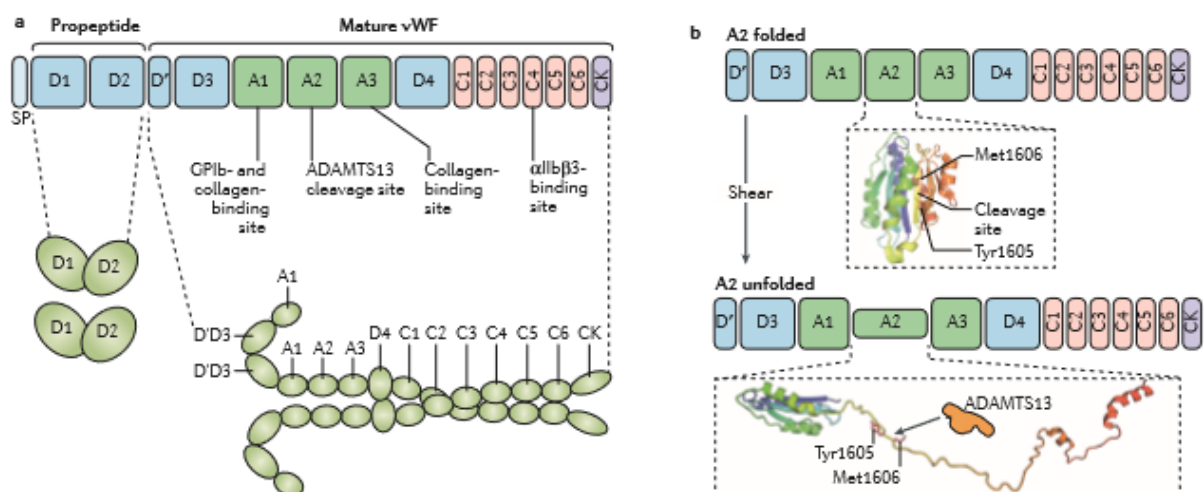 a
Propeptide Mature vWF
D1 D2 D′ D3 A1 A2 A3 D4 C1 C2 C3 C4 C5 C6 CK
SP
GPIb- and
collagen-
binding
site
ADAMTS13
cleavage site
Collagen-
binding
site
αIIbβ3-
binding
site
D1 D2
D1 D2
A1
D′D3
D′D3
A1 A2 A3 D4 C1 C2 C3 C4 C5 C6 CK
b
A2 folded
D′ D3 A1 A2 A3 D4 C1 C2 C3 C4 C5 C6 CK
Met1606
Cleavage
site
Tyr1605
Shear
A2 unfolded
D′ D3 A1 A2 A3 D4 C1 C2 C3 C4 C5 C6 CK
ADAMTS13
Tyr1605
Met1606